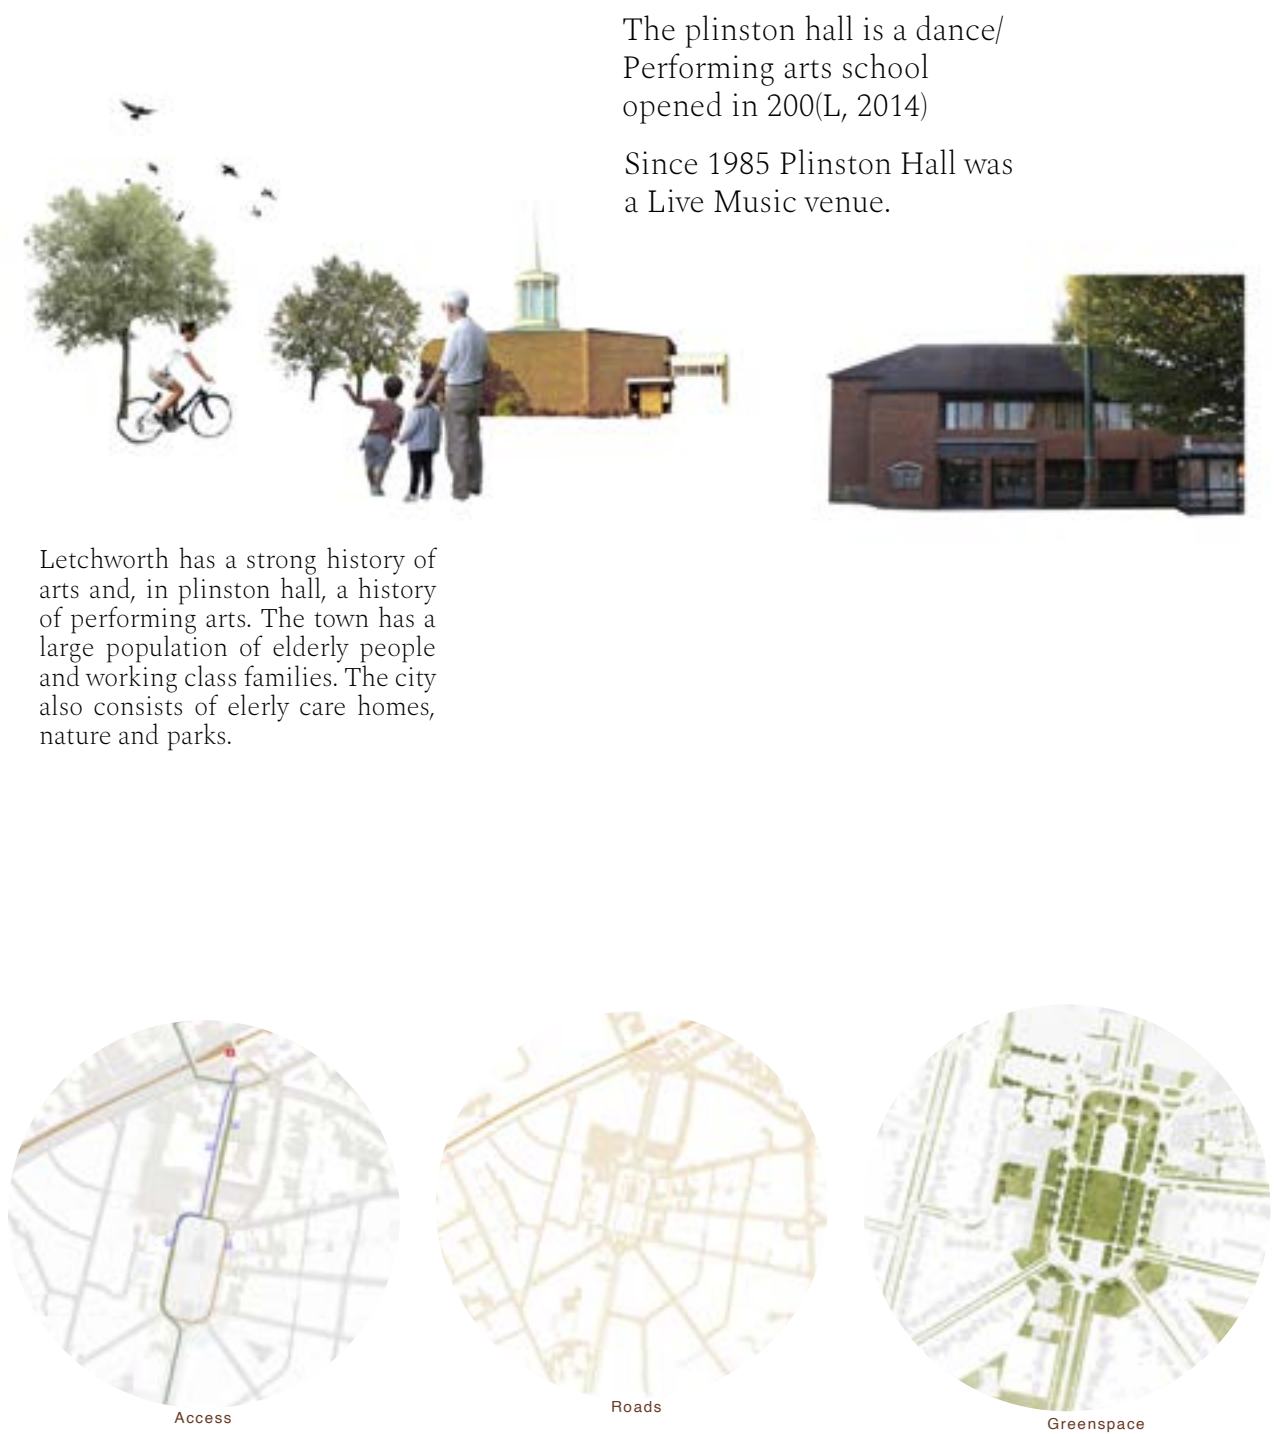 The plinston hall is a dance/
Performing arts school
opened in 200(L, 2014)
Since 1985 Plinston Hall was
a Live Music venue.
Letchworth has a strong history of
arts and, in plinston hall, a history
of performing arts. The town has a
large population of elderly people
and working class families. The city
also consists of elerly care homes,
nature and parks.
Access
Roads
Greenspace